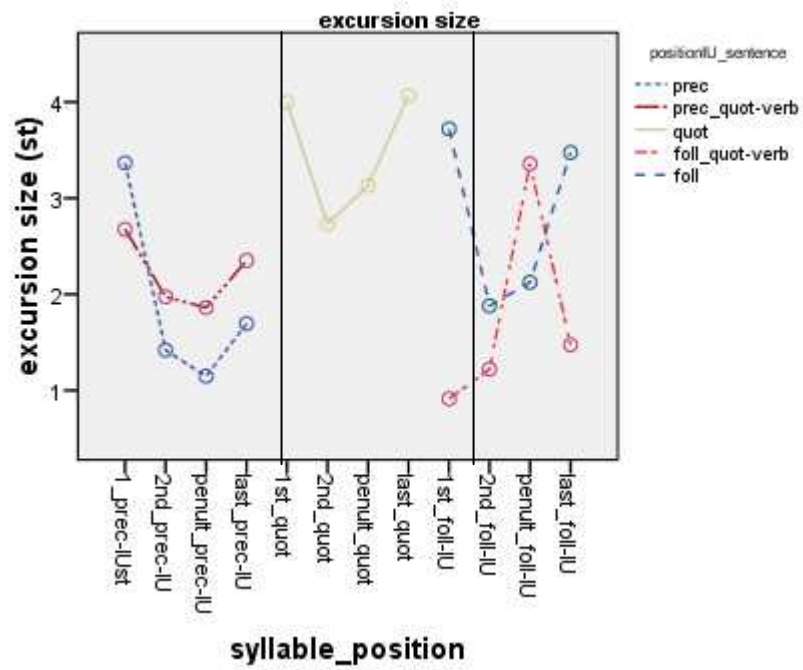 excursion size
positionIU_sentence
prec
prec_quot-verb
quot
foll_quot-verb
foll
excursion size (st)
4
3
2
1
1_prec-IUst
2nd_prec-IU
penult_prec-IU
last_prec-IU
1st_quot
2nd_quot
penult_quot
last_quot
1st_foll-IU
2nd_foll-IU
penult_foll-IU
last_foll-IU
syllable_position